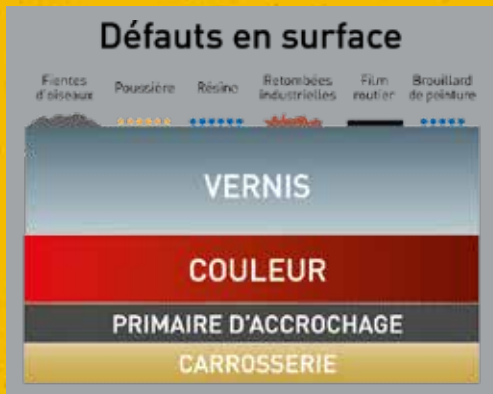 Défauts en surface
Fientes d'oiseaux
Poussière
Résine
Retombées industrielles
Film routier
Brouillard de peinture
VERNIS
COULEUR
PRIMAIRE D'ACCROCHAGE
CARROSSERIE